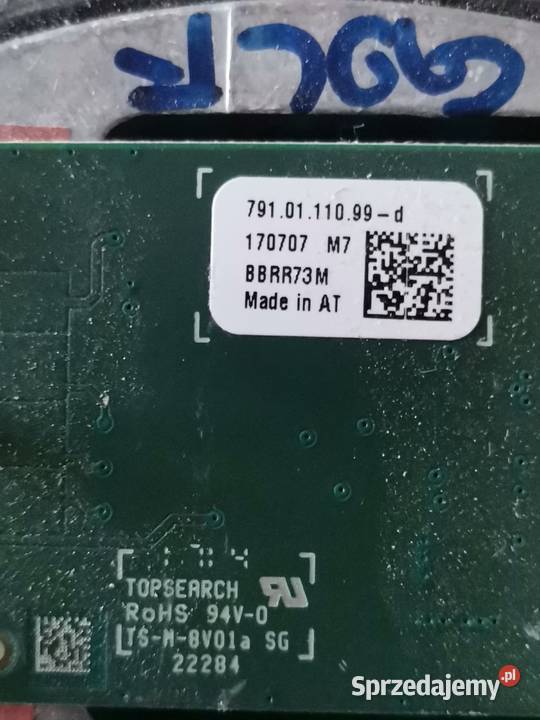 791.01.110.99-d
170707 M7
BBRR73M
Made in AT
TOPSEARCH
RoHS 94V-0
TS-M-8V01a SG
22284
Sprzedajemy.pl